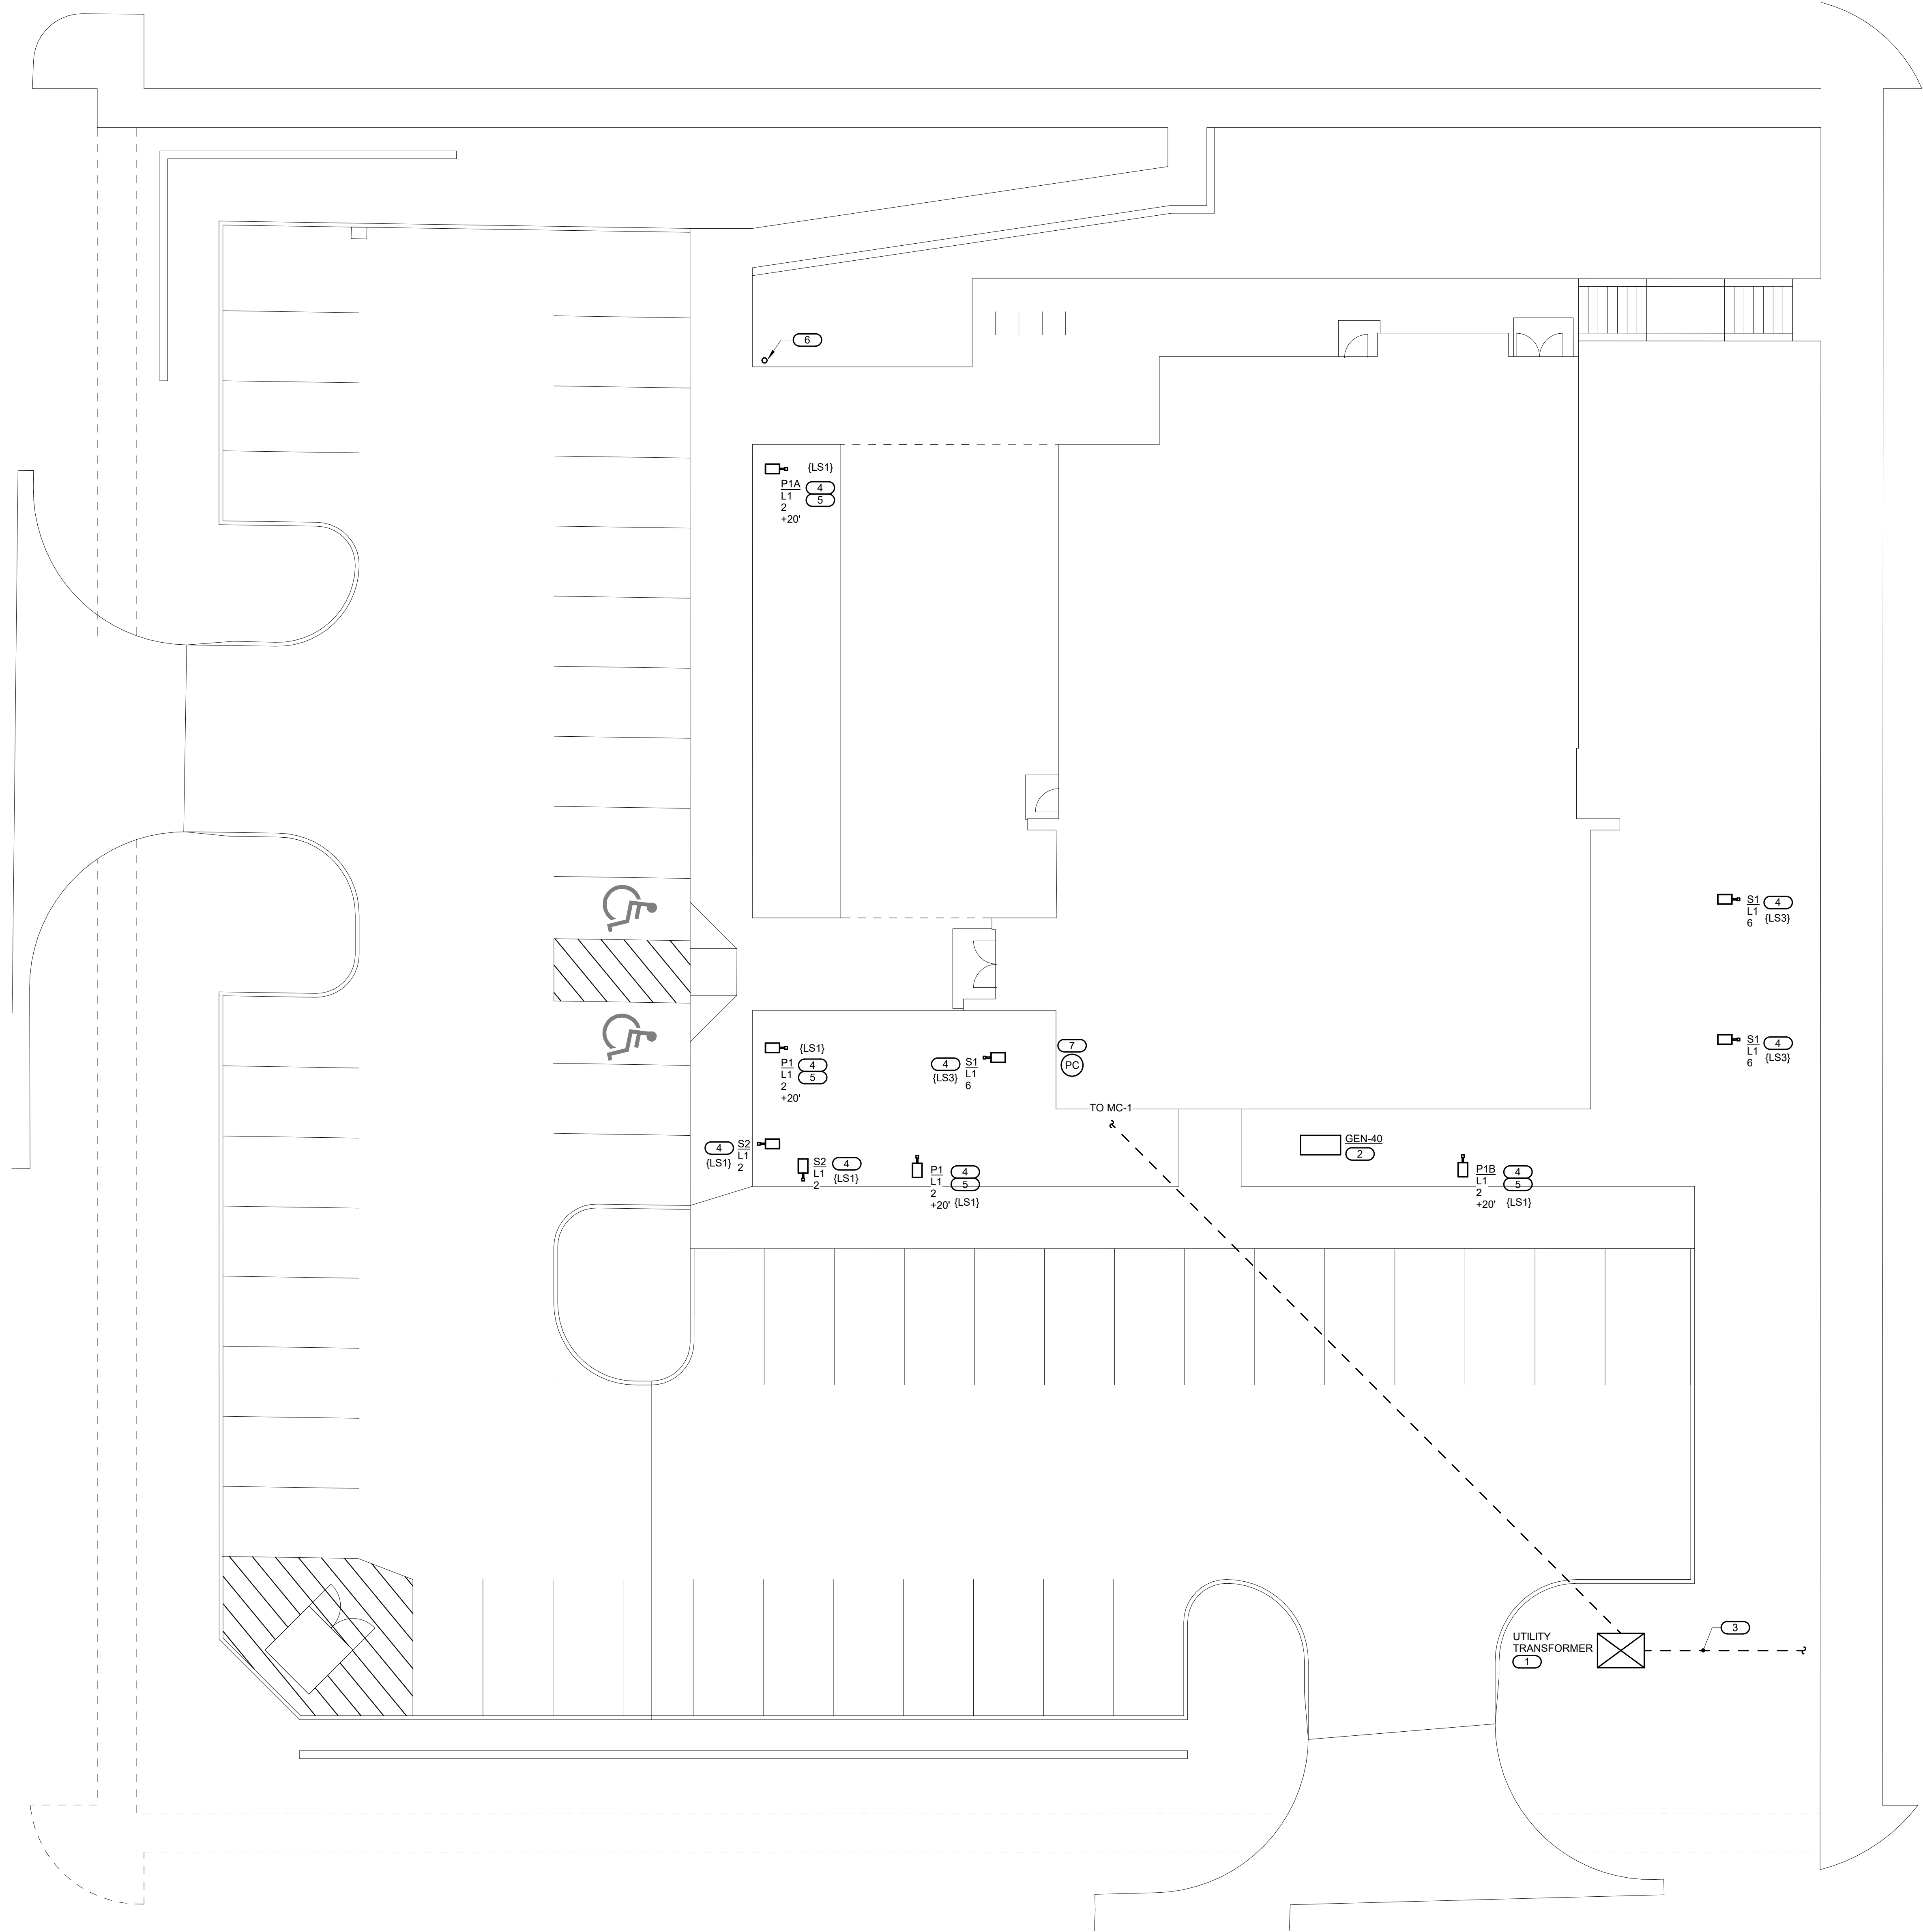 6
{LS1}
P1A 4
L1 5
2
+20'
S1 4
L1 {LS3}
6
{LS1}
P1 4
L1 5
2
+20'
4 S1
{LS3} L1
6
7
PC
S1 4
L1 {LS3}
6
TO MC-1
4 S2
{LS1} L1
2
S2 4
L1 {LS1}
2
P1 4
L1 5
2
+20' {LS1}
GEN-40
2
P1B 4
L1 5
2
+20' {LS1}
UTILITY
TRANSFORMER
1
3